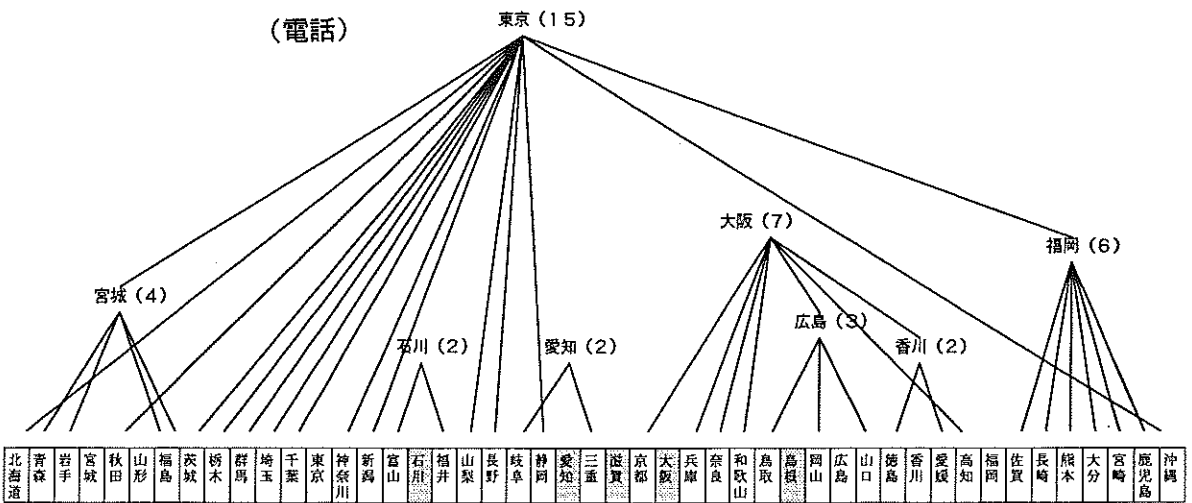 (電話)
東京(15)
大阪(7)
福岡(6)
宮城(4)
広島(3)
石川(2)
愛知(2)
香川(2)
北海道
青森
岩手
宮城
秋田
山形
福島
茨城
栃木
群馬
埼玉
千葉
東京
神奈川
新潟
富山
石川
福井
山梨
長野
岐阜
静岡
愛知
三重
滋賀
京都
大阪
兵庫
奈良
和歌山
鳥取
島根
岡山
広島
山口
徳島
香川
愛媛
高知
福岡
佐賀
長崎
熊本
大分
宮崎
鹿児島
沖縄